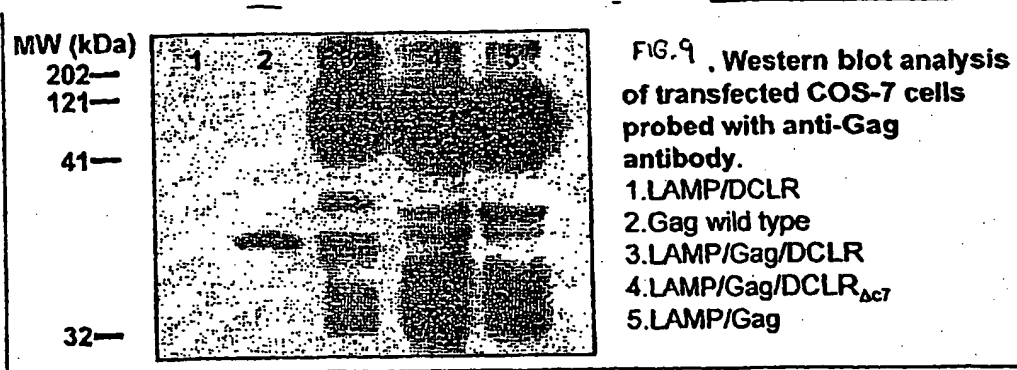 MW (kDa)
202
121
41
32
1 2 3 4 5
FIG. 9 . Western blot analysis
of transfected COS-7 cells
probed with anti-Gag
antibody.
1.LAMP/DCLR
2.Gag wild type
3.LAMP/Gag/DCLR
4.LAMP/Gag/DCLRΔc7
5.LAMP/Gag